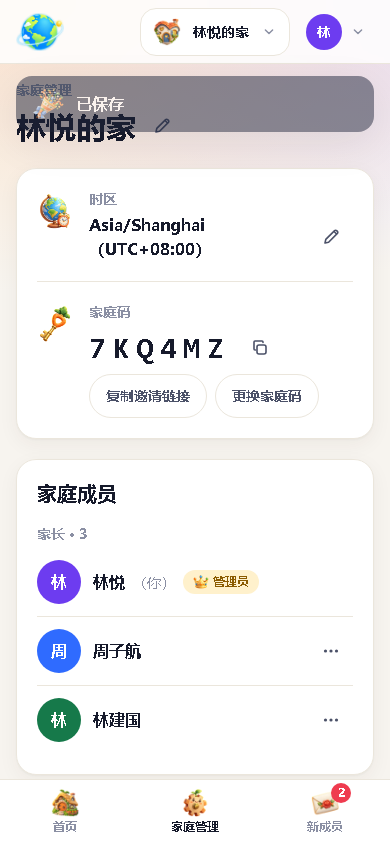 林悦的家
林
家庭管理
已保存
林悦的家
时区
Asia/Shanghai
（UTC+08:00）
家庭码
7KQ4MZ
复制邀请链接
更换家庭码
家庭成员
家长 • 3
林
林悦 （你）
管理员
周
周子航
林
林建国
首页
家庭管理
2
新成员